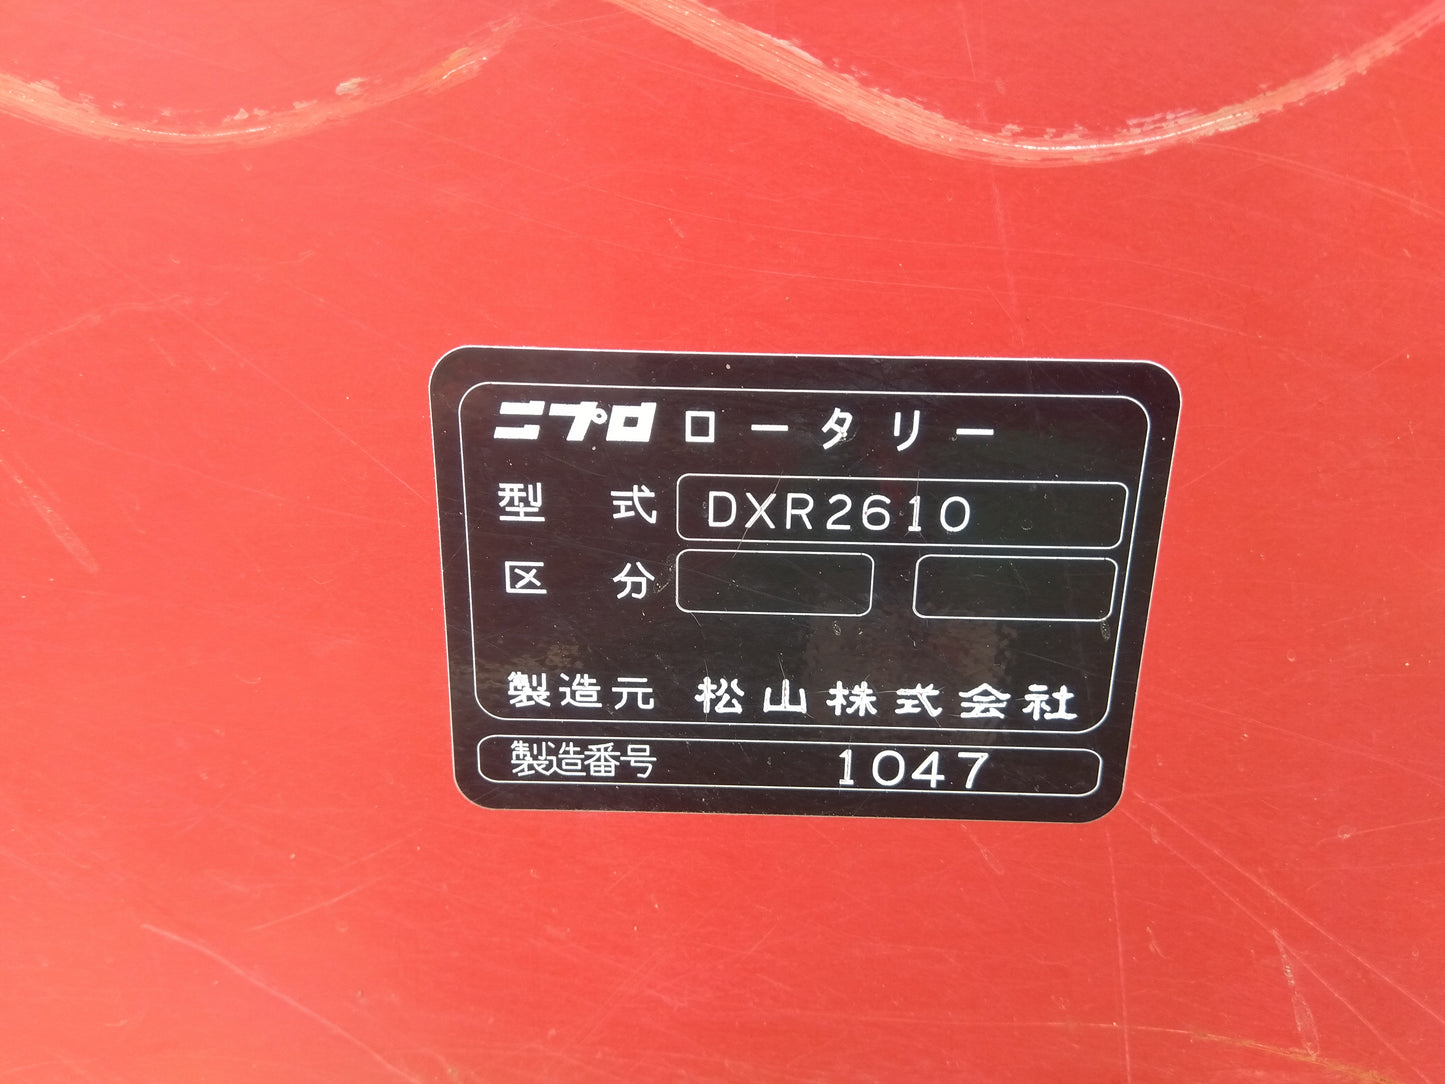 ニプロ ロータリー
型式 DXR2610
区分
製造元 松山株式会社
製造番号 1047